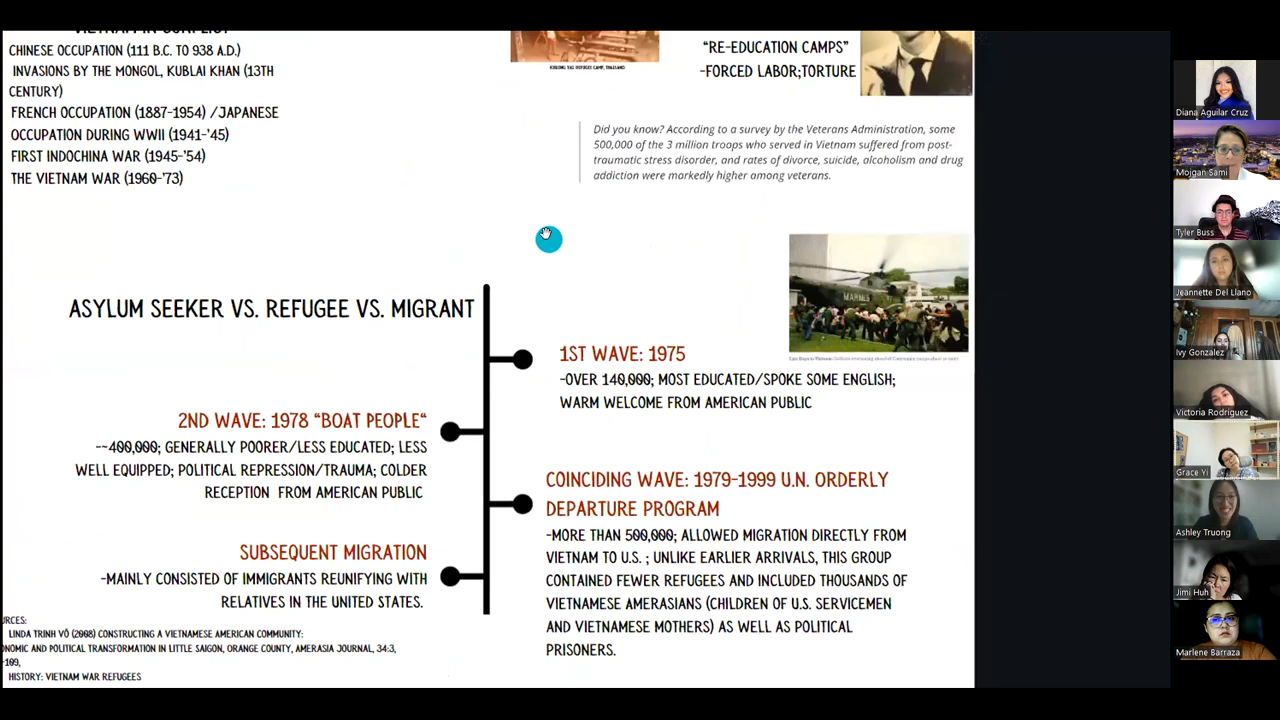 VIETNAM IN CONFLICT
CHINESE OCCUPATION (111 B.C. TO 938 A.D.)
INVASIONS BY THE MONGOL, KUBLAI KHAN (13TH
CENTURY)
FRENCH OCCUPATION (1887-1954) /JAPANESE
OCCUPATION DURING WWII (1941-'45)
FIRST INDOCHINA WAR (1945-'54)
THE VIETNAM WAR (1960-'73)
"RE-EDUCATION CAMPS"
-FORCED LABOR;TORTURE
Did you know? According to a survey by the Veterans Administration, some
500,000 of the 3 million troops who served in Vietnam suffered from post-
traumatic stress disorder, and rates of divorce, suicide, alcoholism and drug
addiction were markedly higher among veterans.
MARINES
ASYLUM SEEKER VS. REFUGEE VS. MIGRANT
1ST WAVE: 1975
-OVER 140,000; MOST EDUCATED/SPOKE SOME ENGLISH;
WARM WELCOME FROM AMERICAN PUBLIC
2ND WAVE: 1978 "BOAT PEOPLE"
-~400,000; GENERALLY POORER/LESS EDUCATED; LESS
WELL EQUIPPED; POLITICAL REPRESSION/TRAUMA; COLDER
RECEPTION FROM AMERICAN PUBLIC
COINCIDING WAVE: 1979-1999 U.N. ORDERLY
DEPARTURE PROGRAM
-MORE THAN 500,000; ALLOWED MIGRATION DIRECTLY FROM
VIETNAM TO U.S. ; UNLIKE EARLIER ARRIVALS, THIS GROUP
CONTAINED FEWER REFUGEES AND INCLUDED THOUSANDS OF
VIETNAMESE AMERASIANS (CHILDREN OF U.S. SERVICEMEN
AND VIETNAMESE MOTHERS) AS WELL AS POLITICAL
PRISONERS.
SUBSEQUENT MIGRATION
-MAINLY CONSISTED OF IMMIGRANTS REUNIFYING WITH
RELATIVES IN THE UNITED STATES.
URCES:
LINDA TRINH VÕ (2008) CONSTRUCTING A VIETNAMESE AMERICAN COMMUNITY:
ONOMIC AND POLITICAL TRANSFORMATION IN LITTLE SAIGON, ORANGE COUNTY, AMERASIA JOURNAL, 34:3,
-109,
HISTORY: VIETNAM WAR REFUGEES
Diana Aguilar Cruz
Mojgan Sami
Tyler Buss
Jeannette Del Llano
Ivy Gonzalez
Victoria Rodriguez
Grace Yi
Ashley Truong
Jimi Huh
Marlene Barraza